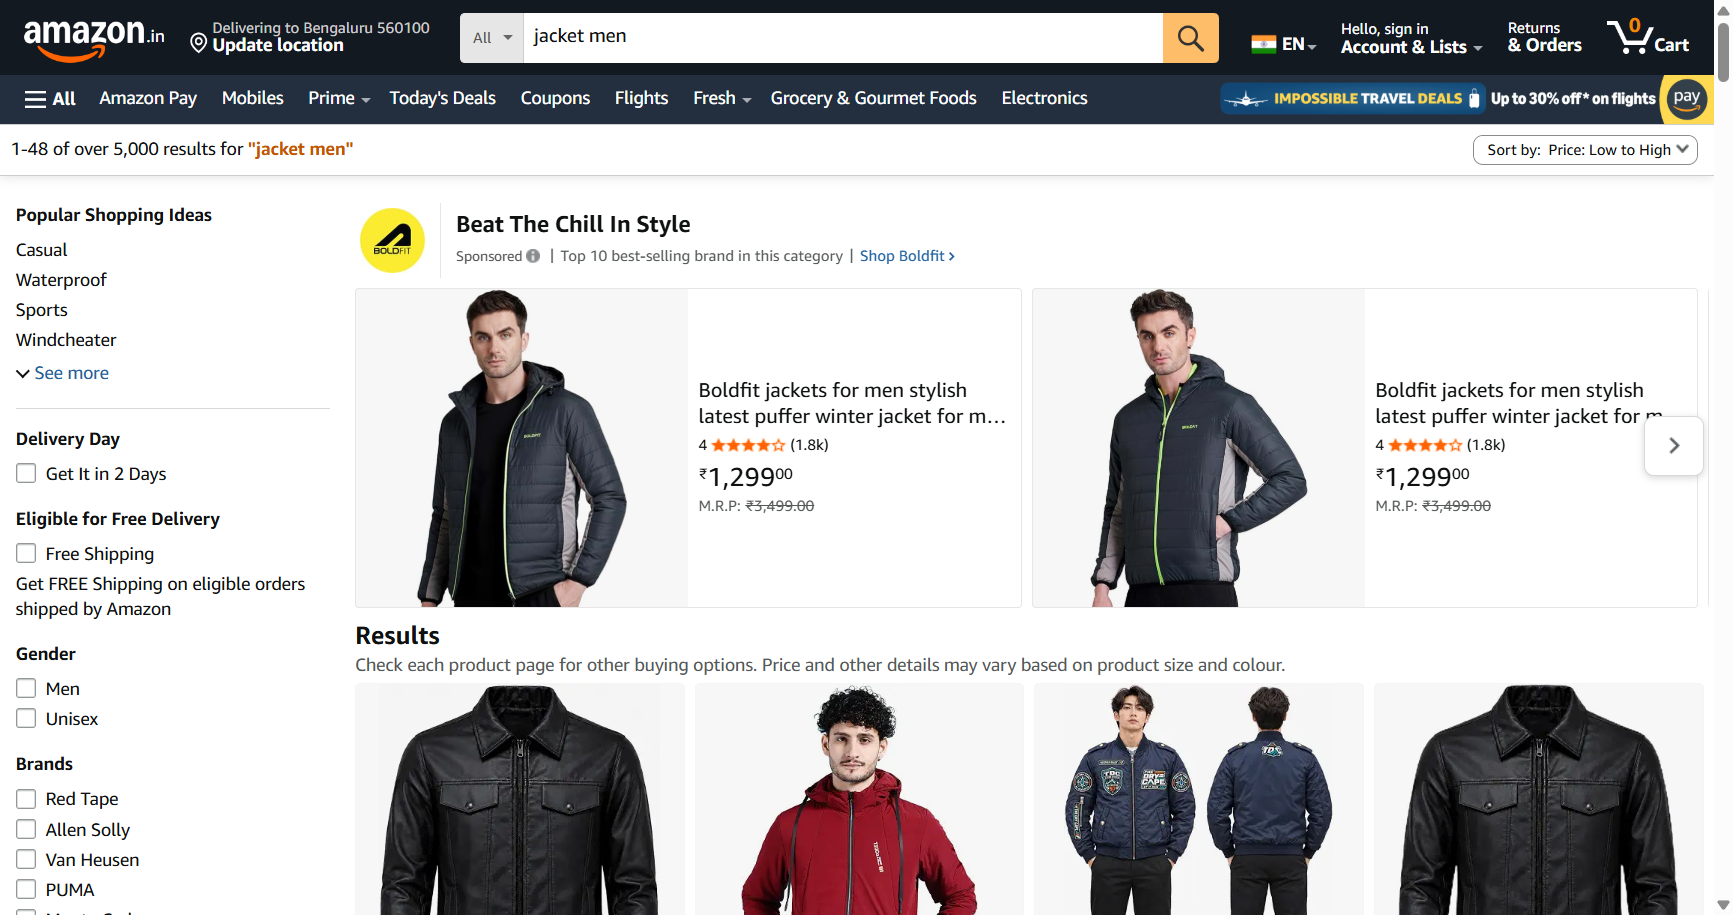 amazon.in
Delivering to Bengaluru 560100
Update location
All
jacket men
EN
Hello, sign in
Account & Lists
Returns
& Orders
0
Cart
All
Amazon Pay
Mobiles
Prime
Today's Deals
Coupons
Flights
Fresh
Grocery & Gourmet Foods
Electronics
IMPOSSIBLE TRAVEL DEALS
Up to 30% off* on flights
pay
1-48 of over 5,000 results for "jacket men"
Sort by: Price: Low to High
Popular Shopping Ideas
Casual
Waterproof
Sports
Windcheater
See more
Delivery Day
Get It in 2 Days
Eligible for Free Delivery
Free Shipping
Get FREE Shipping on eligible orders
shipped by Amazon
Gender
Men
Unisex
Brands
Red Tape
Allen Solly
Van Heusen
PUMA
BOLDFIT
Beat The Chill In Style
Sponsored | Top 10 best-selling brand in this category | Shop Boldfit
BOLDFIT
Boldfit jackets for men stylish
latest puffer winter jacket for m...
4 (1.8k)
₹1,29900
M.R.P: ₹3,499.00
BOLDFIT
Boldfit jackets for men stylish
latest puffer winter jacket for m
4 (1.8k)
₹1,29900
M.R.P: ₹3,499.00
Results
Check each product page for other buying options. Price and other details may vary based on product size and colour.